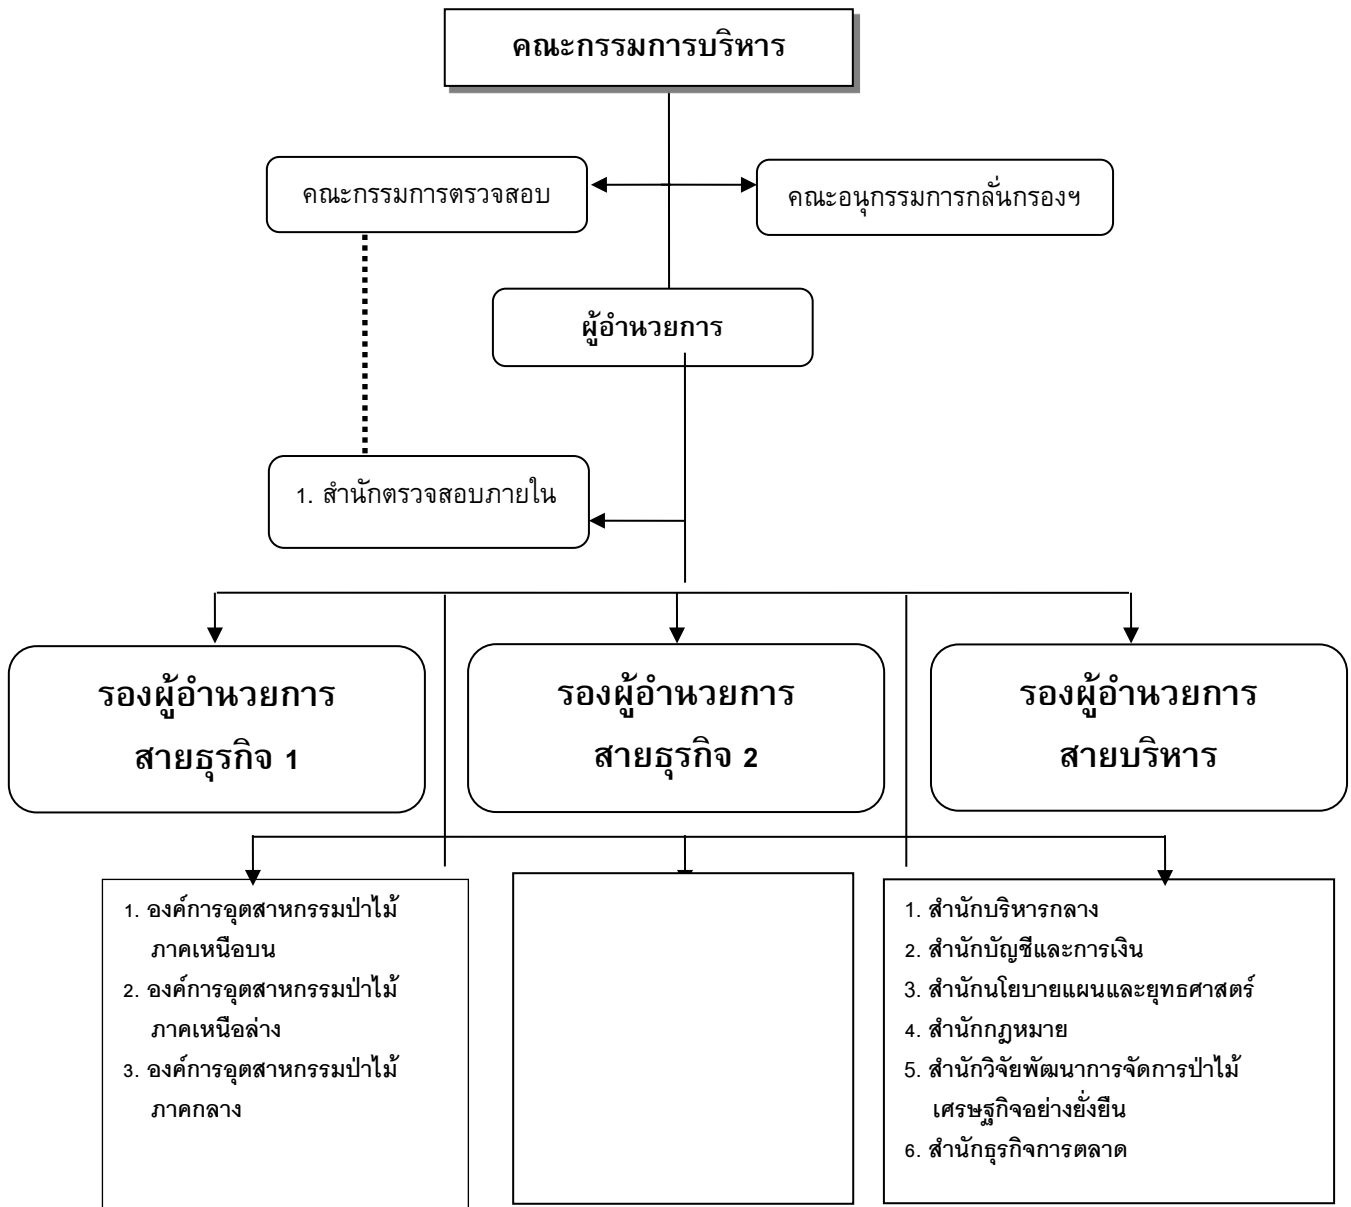 คณะกรรมการบริหาร
คณะกรรมการตรวจสอบ
คณะอนุกรรมการกลั่นกรองฯ
ผู้อำนวยการ
1. สำนักตรวจสอบภายใน
รองผู้อำนวยการ
สายธุรกิจ 1
รองผู้อำนวยการ
สายธุรกิจ 2
รองผู้อำนวยการ
สายบริหาร
1. องค์การอุตสาหกรรมป่าไม้
ภาคเหนือบน
2. องค์การอุตสาหกรรมป่าไม้
ภาคเหนือล่าง
3. องค์การอุตสาหกรรมป่าไม้
ภาคกลาง
1. สำนักบริหารกลาง
2. สำนักบัญชีและการเงิน
3. สำนักนโยบายแผนและยุทธศาสตร์
4. สำนักกฎหมาย
5. สำนักวิจัยพัฒนาการจัดการป่าไม้
เศรษฐกิจอย่างยั่งยืน
6. สำนักธุรกิจการตลาด